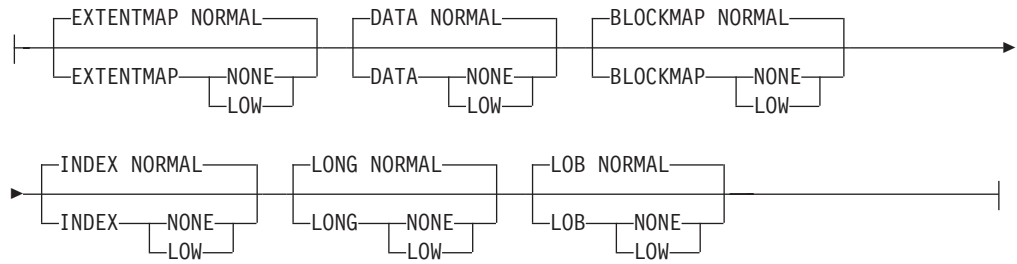 EXTENTMAP NORMAL DATA NORMAL BLOCKMAP NORMAL
EXTENTMAP NONE DATA NONE BLOCKMAP NONE
LOW LOW LOW
INDEX NORMAL LONG NORMAL LOB NORMAL
INDEX NONE LONG NONE LOB NONE
LOW LOW LOW